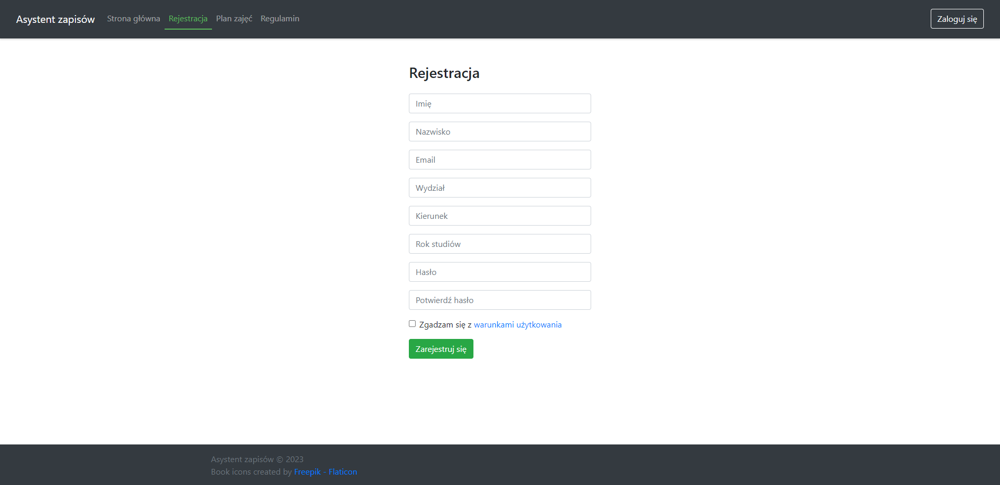 Asystent zapisów Strona główna Rejestracja Plan zajęć Regulamin Zaloguj się
Rejestracja
Imię
Nazwisko
Email
Wydział
Kierunek
Rok studiów
Hasło
Potwierdź hasło
Zgadzam się z warunkami użytkowania
Zarejestruj się
Asystent zapisów © 2023
Book icons created by Freepik - Flaticon